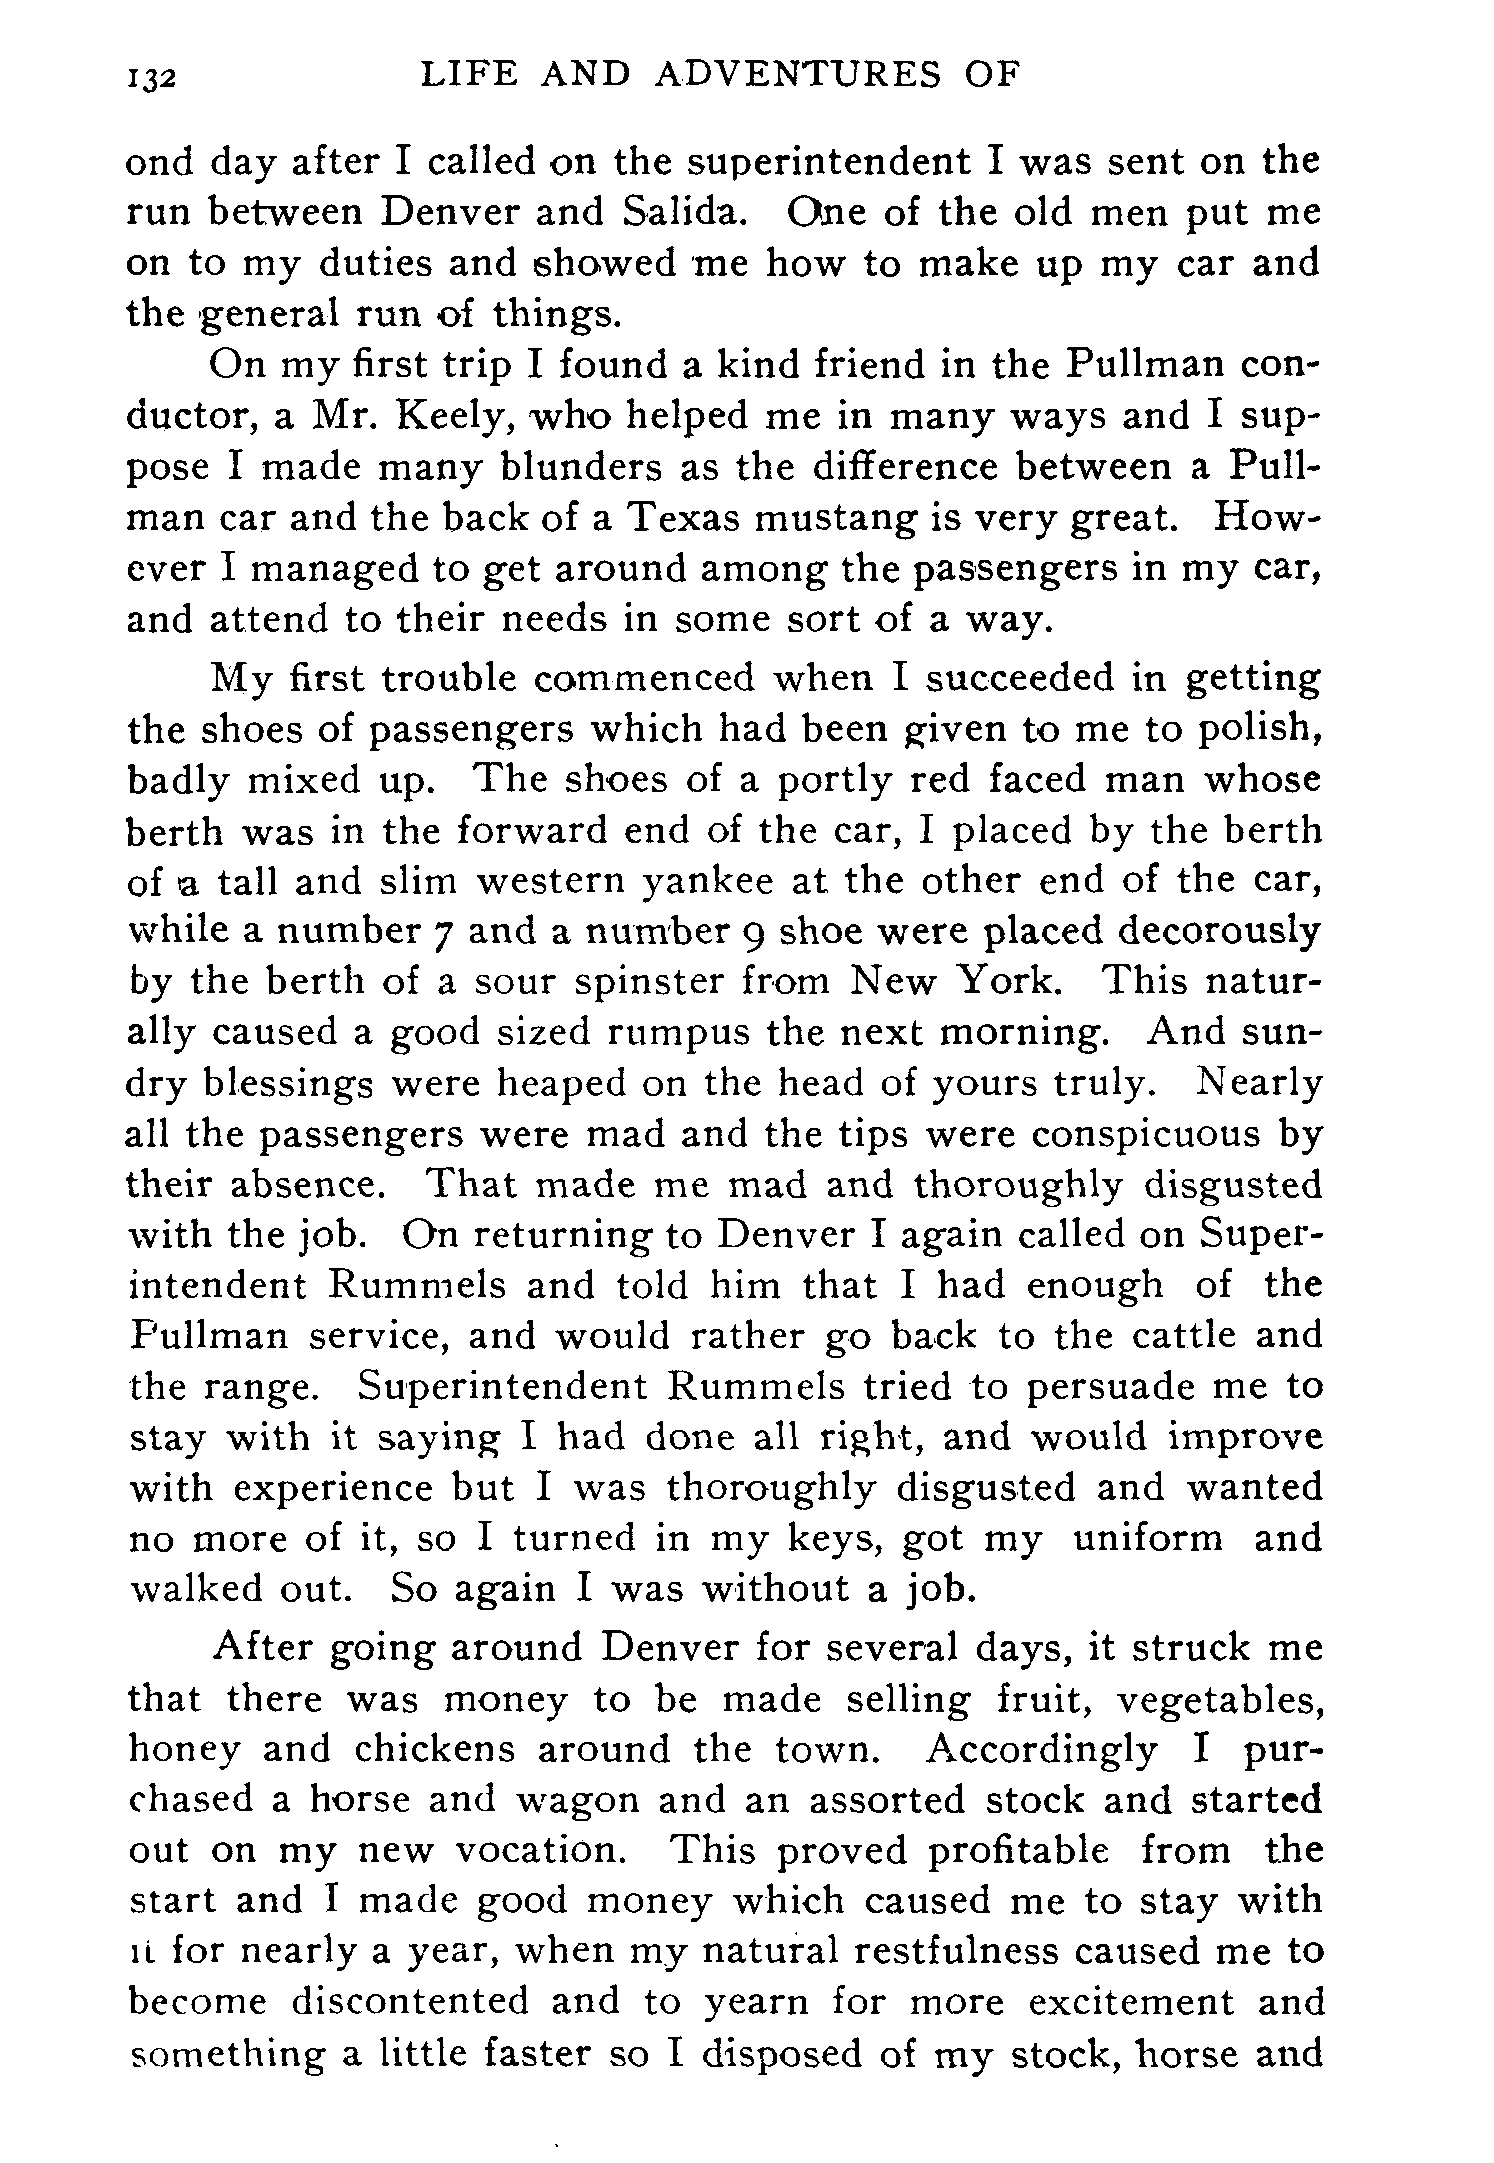 132 LIFE AND ADVENTURES OF
ond day after I called on the superintendent I was sent on the
run between Denver and Salida. One of the old men put me
on to my duties and showed me how to make up my car and
the general run of things.
On my first trip I found a kind friend in the Pullman con-
ductor, a Mr. Keely, who helped me in many ways and I sup-
pose I made many blunders as the difference between a Pull-
man car and the back of a Texas mustang is very great. How-
ever I managed to get around among the passengers in my car,
and attend to their needs in some sort of a way.
My first trouble commenced when I succeeded in getting
the shoes of passengers which had been given to me to polish,
badly mixed up. The shoes of a portly red faced man whose
berth was in the forward end of the car, I placed by the berth
of a tall and slim western yankee at the other end of the car,
while a number 7 and a number 9 shoe were placed decorously
by the berth of a sour spinster from New York. This natur-
ally caused a good sized rumpus the next morning. And sun-
dry blessings were heaped on the head of yours truly. Nearly
all the passengers were mad and the tips were conspicuous by
their absence. That made me mad and thoroughly disgusted
with the job. On returning to Denver I again called on Super-
intendent Rummels and told him that I had enough of the
Pullman service, and would rather go back to the cattle and
the range. Superintendent Rummels tried to persuade me to
stay with it saying I had done all right, and would improve
with experience but I was thoroughly disgusted and wanted
no more of it, so I turned in my keys, got my uniform and
walked out. So again I was without a job.
After going around Denver for several days, it struck me
that there was money to be made selling fruit, vegetables,
honey and chickens around the town. Accordingly I pur-
chased a horse and wagon and an assorted stock and started
out on my new vocation. This proved profitable from the
start and I made good money which caused me to stay with
it for nearly a year, when my natural restfulness caused me to
become discontented and to yearn for more excitement and
something a little faster so I disposed of my stock, horse and